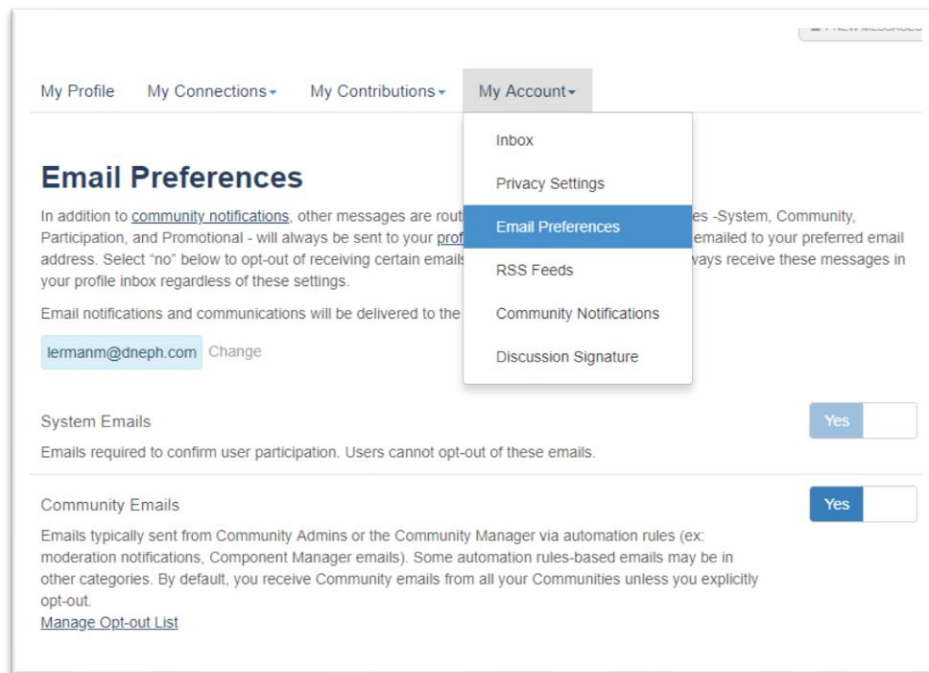 My Profile My Connections My Contributions My Account
Inbox
Privacy Settings
Email Preferences
RSS Feeds
Community Notifications
Discussion Signature
Email Preferences
In addition to community notifications, other messages are es -System, Community,
Participation, and Promotional - will always be sent to your emailed to your preferred email
address. Select “no” below to opt-out of receiving certain receive these messages in
your profile inbox regardless of these settings.
Email notifications and communications will be delivered to the
lermanm@dneph.com Change
System Emails Yes
Emails required to confirm user participation. Users cannot opt-out of these emails.
Community Emails Yes
Emails typically sent from Community Admins or the Community Manager via automation rules (ex:
moderation notifications, Component Manager emails). Some automation rules-based emails may be in
other categories. By default, you receive Community emails from all your Communities unless you explicitly
opt-out.
Manage Opt-out List